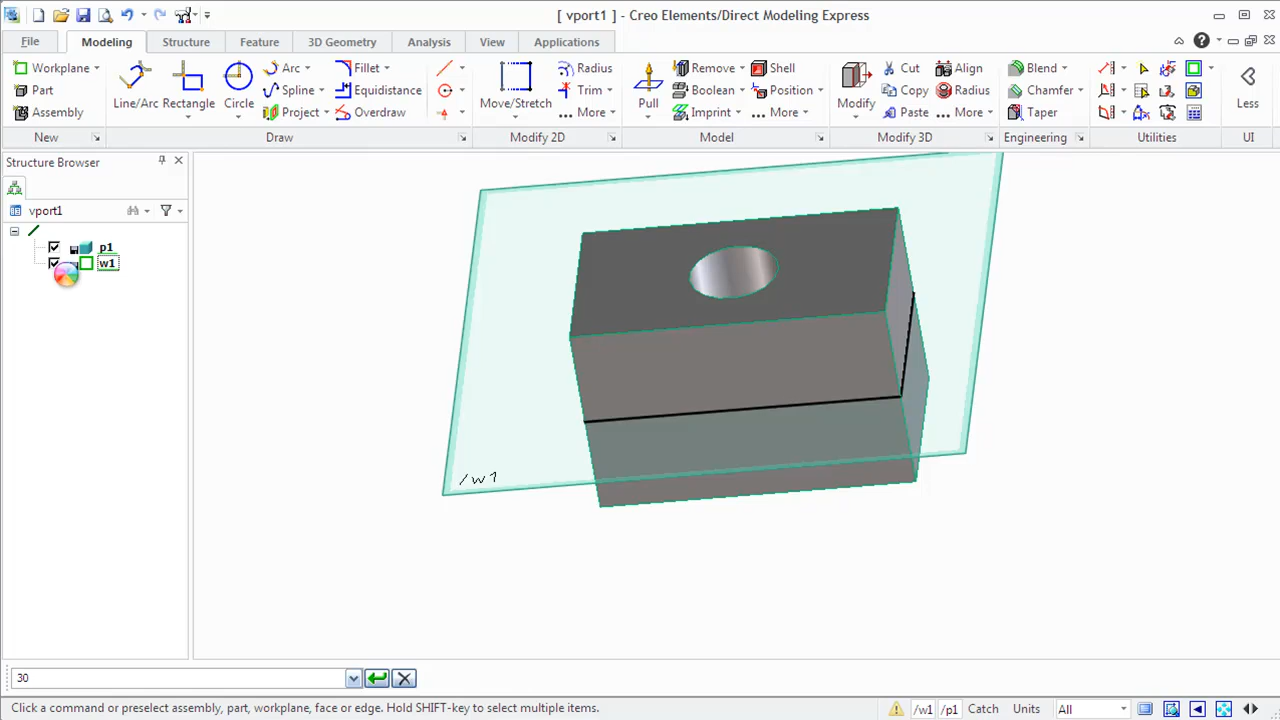 [ vport1 ] - Creo Elements/Direct Modeling Express
File Modeling Structure Feature 3D Geometry Analysis View Applications
Workplane Line/Arc Rectangle Circle Arc Fillet Move/Stretch Radius Pull Remove Shell Modify Cut Align Blend Less
Part Spline Equidistance Trim Boolean Position Copy Radius Chamfer
Assembly Project Overdraw More Imprint More Paste More Taper
New Draw Modify 2D Model Modify 3D Engineering Utilities UI
Structure Browser
vport1
p1
w1
/w1
30
Click a command or preselect assembly, part, workplane, face or edge. Hold SHIFT-key to select multiple items. /w1 /p1 Catch Units All